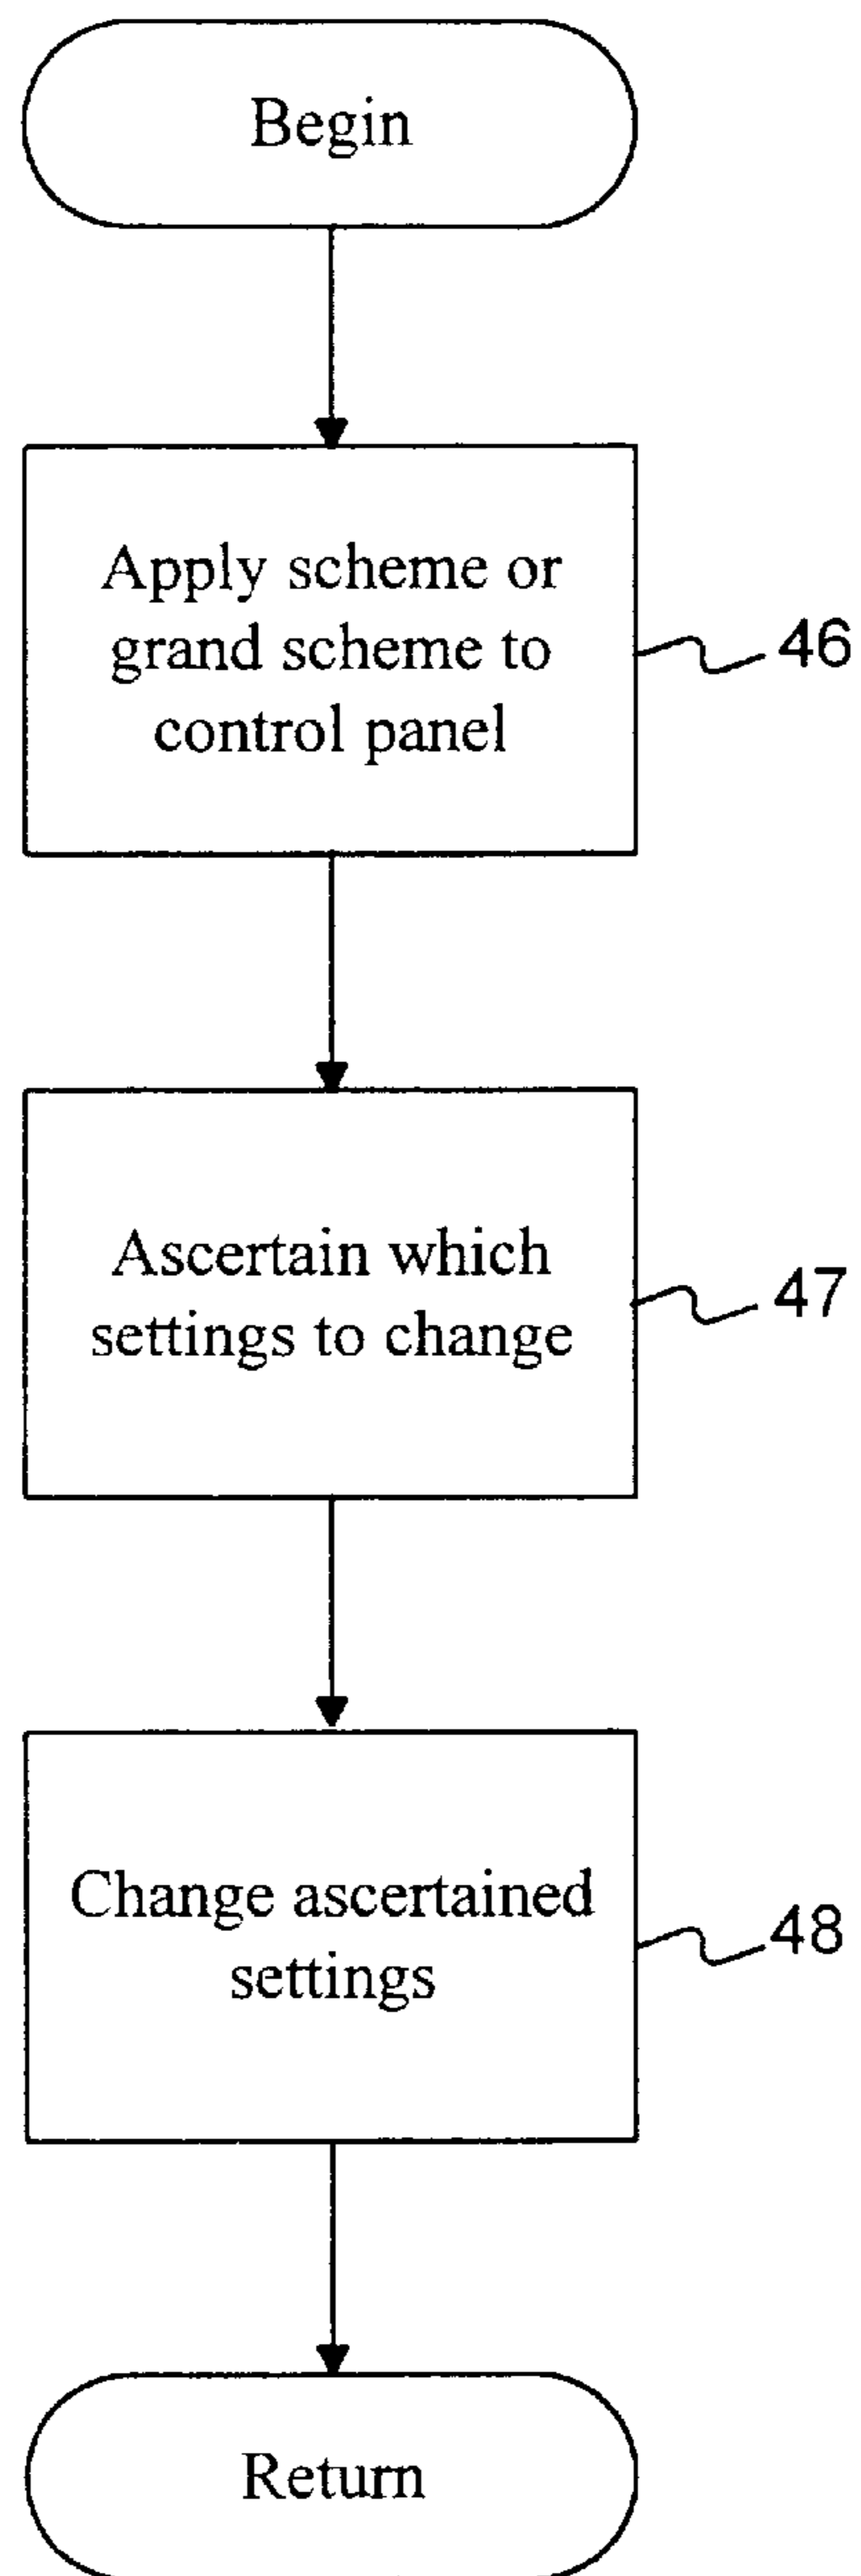 Begin
Apply scheme or
grand scheme to
control panel
46
Ascertain which
settings to change
47
Change ascertained
settings
48
Return